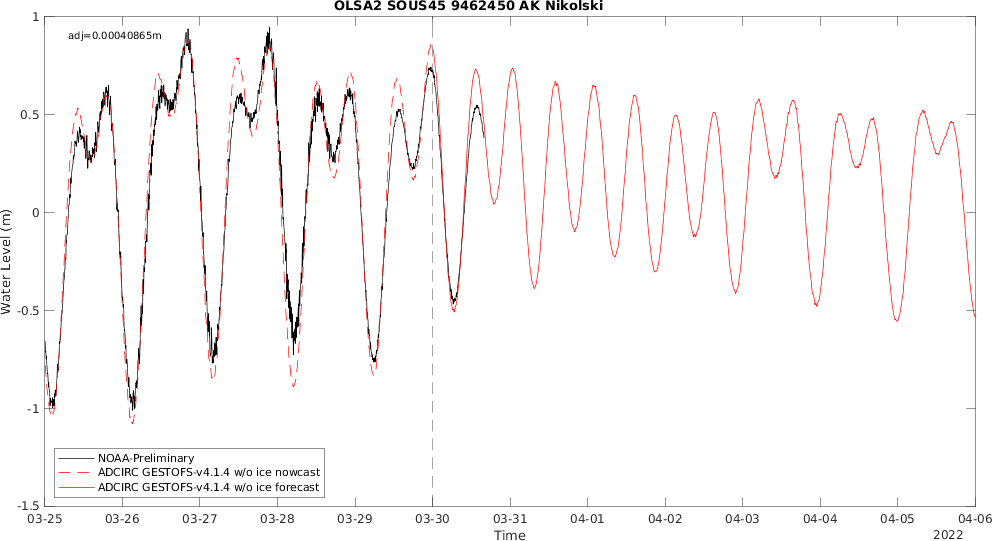 OLSA2 SOUS45 9462450 AK Nikolski
adj=0.00040865m
1
0.5
0
-0.5
-1
-1.5
Water Level (m)
NOAA-Preliminary
ADCIRC GESTOFS-v4.1.4 w/o ice nowcast
ADCIRC GESTOFS-v4.1.4 w/o ice forecast
03-25 03-26 03-27 03-28 03-29 03-30 03-31 04-01 04-02 04-03 04-04 04-05 04-06
Time
2022